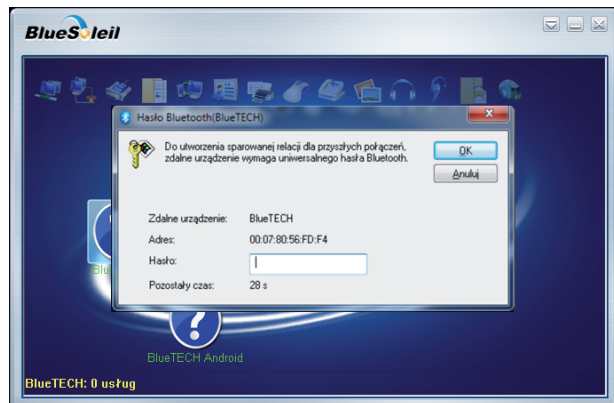 BlueSoleil
Hasło Bluetooth(BlueTECH)
Do utworzenia sparowanej relacji dla przyszłych połączeń,
zdalne urządzenie wymaga uniwersalnego hasła Bluetooth.
OK
Anuluj
Zdalne urządzenie: BlueTECH
Adres: 00:07:80:56:FD:F4
Hasło:
Pozostały czas: 28 s
BlueTECH Android
BlueTECH: 0 usług